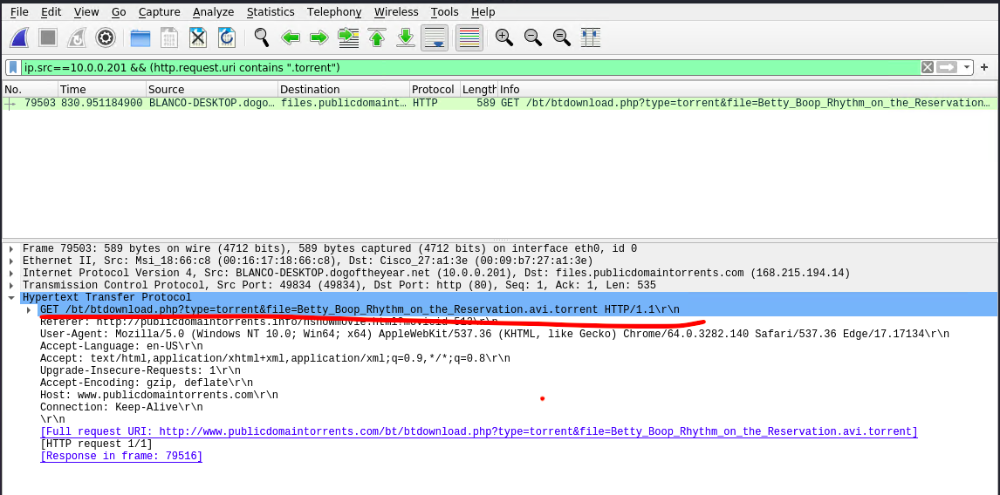 File Edit View Go Capture Analyze Statistics Telephony Wireless Tools Help
ip.src==10.0.0.201 && (http.request.uri contains ".torrent")
No. Time Source Destination Protocol Length Info
79503 830.951184900 BLANCO-DESKTOP.dogo… files.publicdomaint… HTTP 589 GET /bt/btdownload.php?type=torrent&file=Betty_Boop_Rhythm_on_the_Reservation…
Frame 79503: 589 bytes on wire (4712 bits), 589 bytes captured (4712 bits) on interface eth0, id 0
Ethernet II, Src: Msi_18:66:c8 (00:16:17:18:66:c8), Dst: Cisco_27:a1:3e (00:09:b7:27:a1:3e)
Internet Protocol Version 4, Src: BLANCO-DESKTOP.dogoftheyear.net (10.0.0.201), Dst: files.publicdomaintorrents.com (168.215.194.14)
Transmission Control Protocol, Src Port: 49834 (49834), Dst Port: http (80), Seq: 1, Ack: 1, Len: 535
Hypertext Transfer Protocol
GET /bt/btdownload.php?type=torrent&file=Betty_Boop_Rhythm_on_the_Reservation.avi.torrent HTTP/1.1\r\n
Referer: http://publicdomaintorrents.info/nshowmovie.html?movieid=513\r\n
User-Agent: Mozilla/5.0 (Windows NT 10.0; Win64; x64) AppleWebKit/537.36 (KHTML, like Gecko) Chrome/64.0.3282.140 Safari/537.36 Edge/17.17134\r\n
Accept-Language: en-US\r\n
Accept: text/html,application/xhtml+xml,application/xml;q=0.9,*/*;q=0.8\r\n
Upgrade-Insecure-Requests: 1\r\n
Accept-Encoding: gzip, deflate\r\n
Host: www.publicdomaintorrents.com\r\n
Connection: Keep-Alive\r\n
\r\n
[Full request URI: http://www.publicdomaintorrents.com/bt/btdownload.php?type=torrent&file=Betty_Boop_Rhythm_on_the_Reservation.avi.torrent]
[HTTP request 1/1]
[Response in frame: 79516]